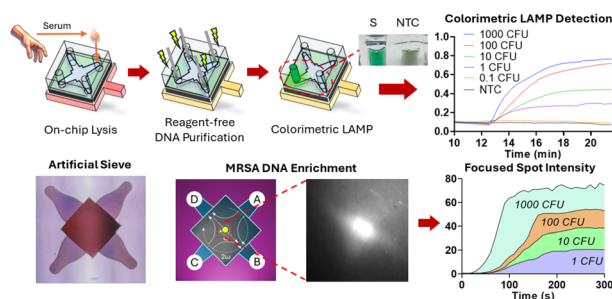 Serum
On-chip Lysis
Reagent-free
DNA Purification
S NTC
Colorimetric LAMP
Colorimetric LAMP Detection
1.0
0.8
0.6
0.4
0.2
0.0
1000 CFU
100 CFU
10 CFU
1 CFU
0.1 CFU
NTC
10 12 14 16 18 20
Time (min)
Artificial Sieve
MRSA DNA Enrichment
D A
2ω
C B
Focused Spot Intensity
80
60
40
20
0
1000 CFU
100 CFU
10 CFU
1 CFU
0 100 200 300
Time (s)